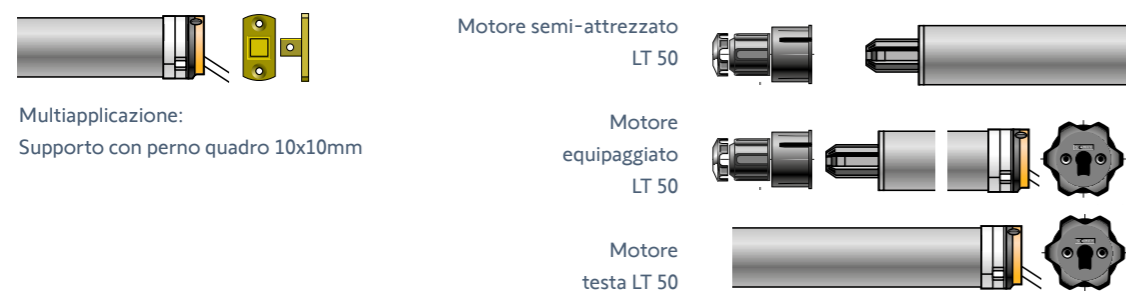 Multiapplicazione:
Supporto con perno quadro 10x10mm
Motore semi-attrezzato
LT 50
Motore
equipaggiato
LT 50
Motore
testa LT 50